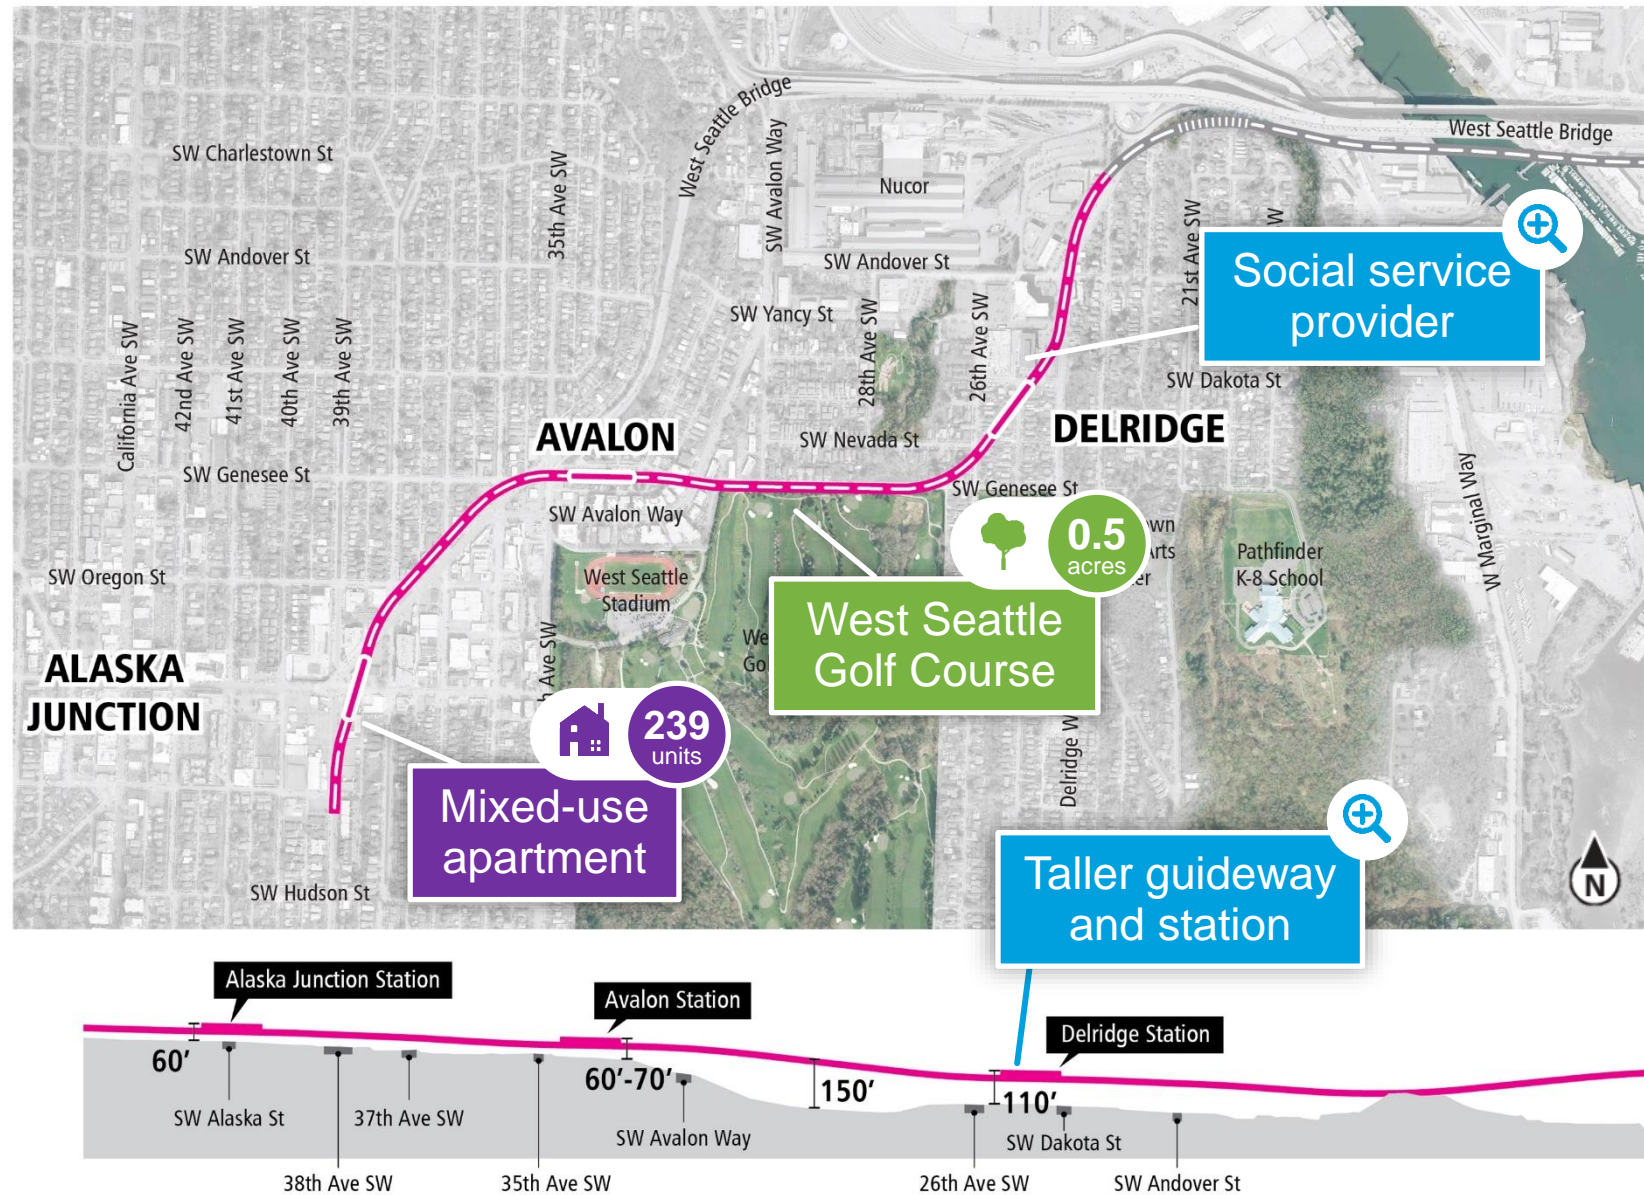 West Seattle Bridge
West Seattle Bridge
SW Charlestown St
35th Ave SW
SW Avalon Way
Nucor
SW Andover St
SW Andover St
21st Ave SW
SW
Social service
provider
SW Yancy St
28th Ave SW
26th Ave SW
California Ave SW
42nd Ave SW
41st Ave SW
40th Ave SW
39th Ave SW
SW Dakota St
AVALON
DELRIDGE
SW Nevada St
SW Genesee St
SW Genesee St
SW Avalon Way
0.5
acres
W Marginal Way
Pathfinder
K-8 School
SW Oregon St
West Seattle
Stadium
West Seattle
Golf Course
Ave SW
ALASKA
JUNCTION
239
units
Mixed-use
apartment
Delridge W
Taller guideway
and station
SW Hudson St
N
Alaska Junction Station
Avalon Station
Delridge Station
60'
60'-70'
150'
110'
SW Alaska St
37th Ave SW
SW Avalon Way
SW Dakota St
38th Ave SW
35th Ave SW
26th Ave SW
SW Andover St